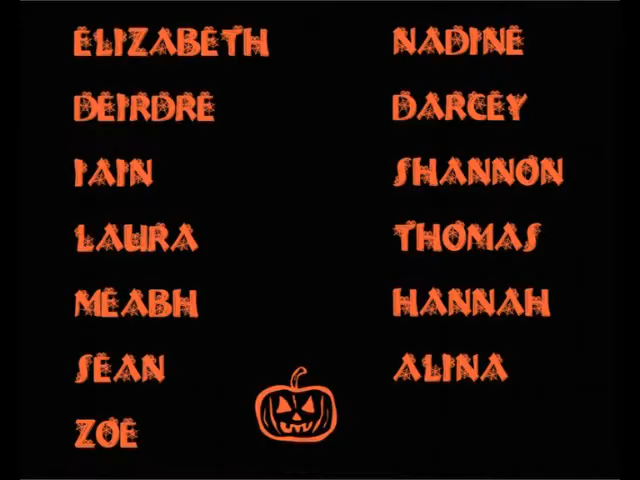 ELIZABETH
DEIRDRE
IAIN
LAURA
MEABH
SEAN
ZOE
NADINE
DARCEY
SHANNON
THOMAS
HANNAH
ALINA